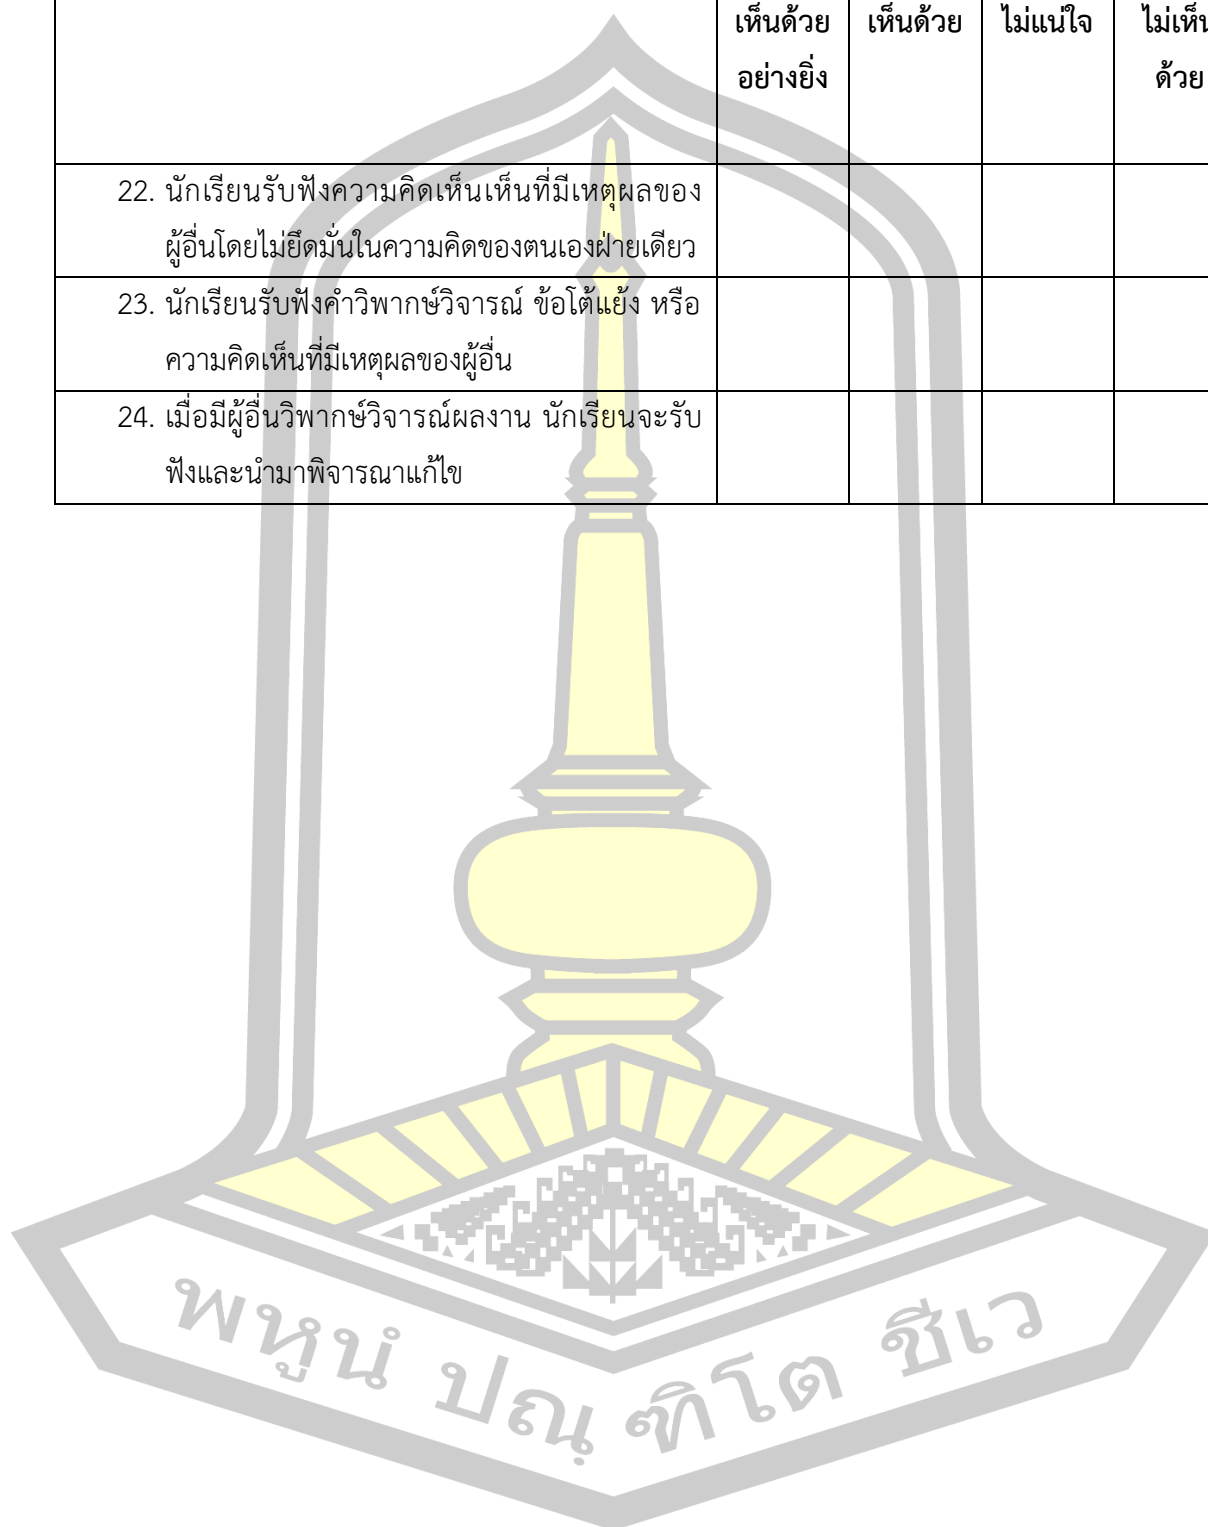 เห็นด้วย เห็นด้วย ไม่แน่ใจ ไม่เห็น
อย่างยิ่ง ด้วย
22. นักเรียนรับฟังความคิดเห็นเห็นที่มีเหตุผลของ
ผู้อื่นโดยไม่ยึดมั่นในความคิดของตนเองฝ่ายเดียว
23. นักเรียนรับฟังคำวิพากษ์วิจารณ์ ข้อโต้แย้ง หรือ
ความคิดเห็นที่มีเหตุผลของผู้อื่น
24. เมื่อมีผู้อื่นวิพากษ์วิจารณ์ผลงาน นักเรียนจะรับ
ฟังและนำมาพิจารณาแก้ไข
พหูนํ ปณฺฑิโต ชีเว